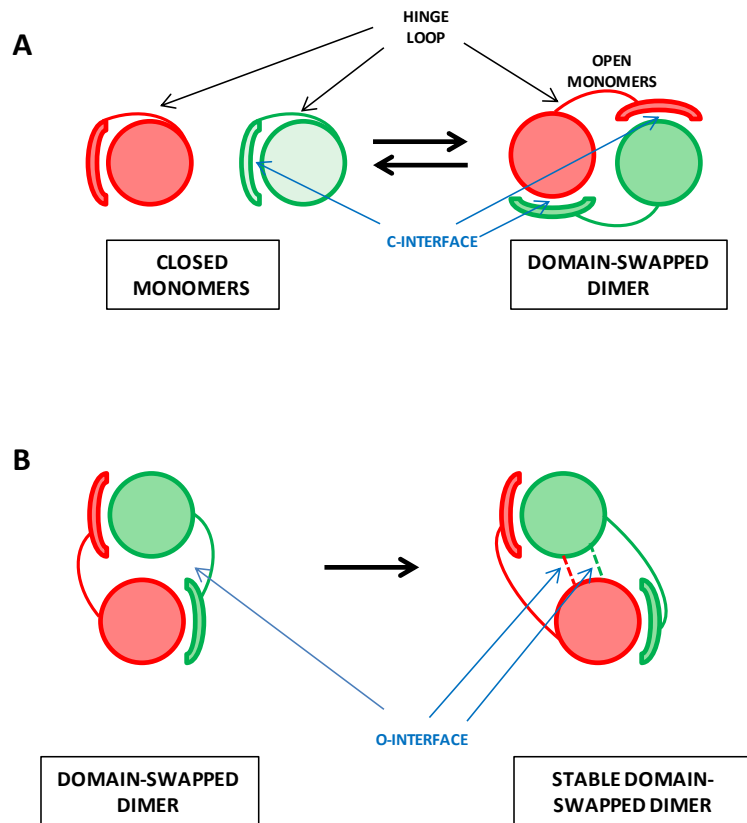 HINGE
LOOP
A
OPEN
MONOMERS
C-INTERFACE
CLOSED
MONOMERS
DOMAIN-SWAPPED
DIMER
B
O-INTERFACE
DOMAIN-SWAPPED
DIMER
STABLE DOMAIN-
SWAPPED DIMER